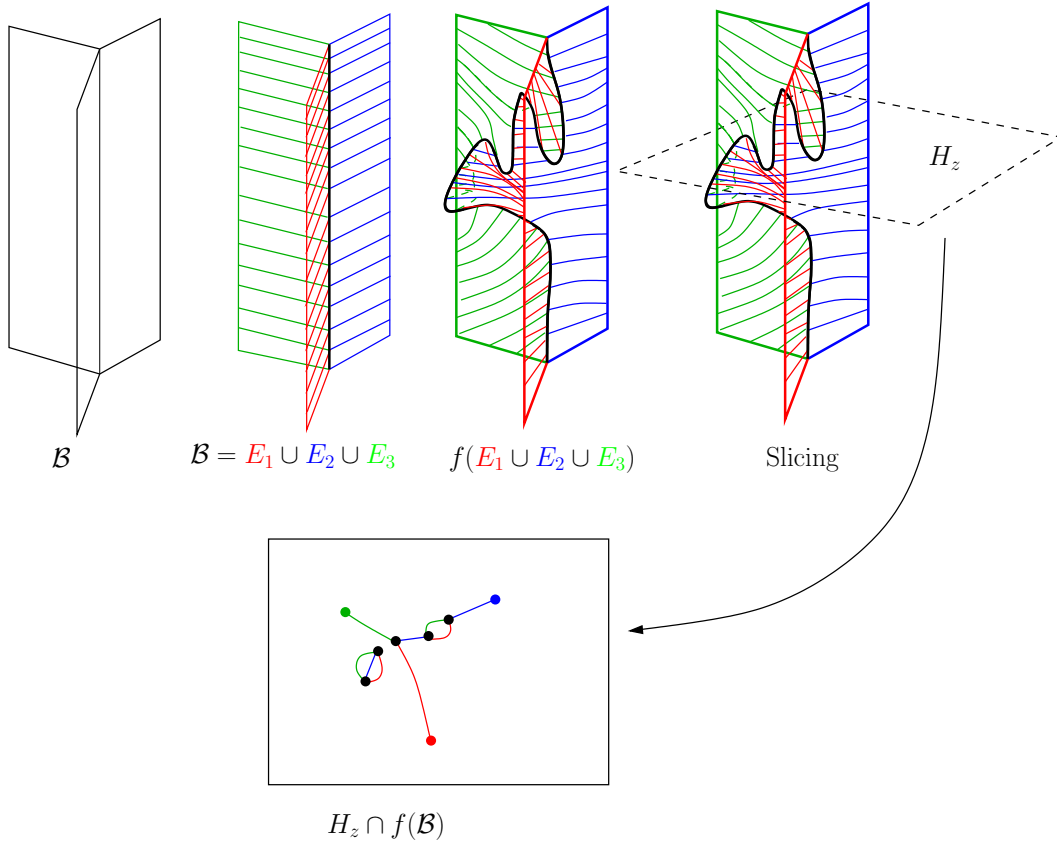 H_z
ℬ
ℬ = E_1 ∪ E_2 ∪ E_3
f(E_1 ∪ E_2 ∪ E_3)
Slicing
H_z ∩ f(ℬ)